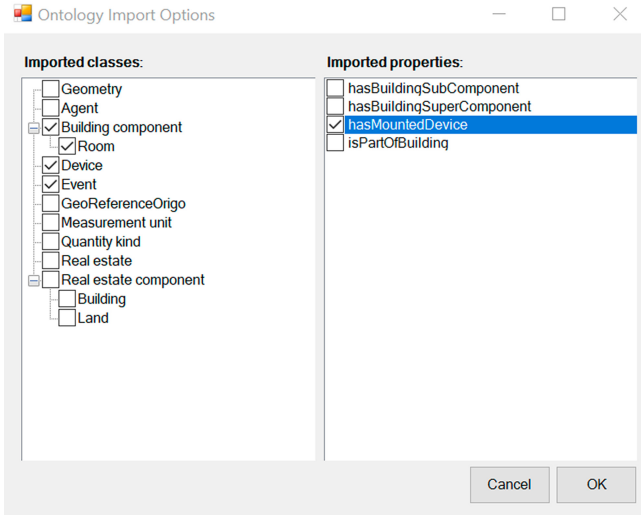 Ontology Import Options
Imported classes:
Geometry
Agent
Building component
Room
Device
Event
GeoReferenceOrigo
Measurement unit
Quantity kind
Real estate
Real estate component
Building
Land
Imported properties:
hasBuildingSubComponent
hasBuildingSuperComponent
hasMountedDevice
isPartOfBuilding
Cancel
OK